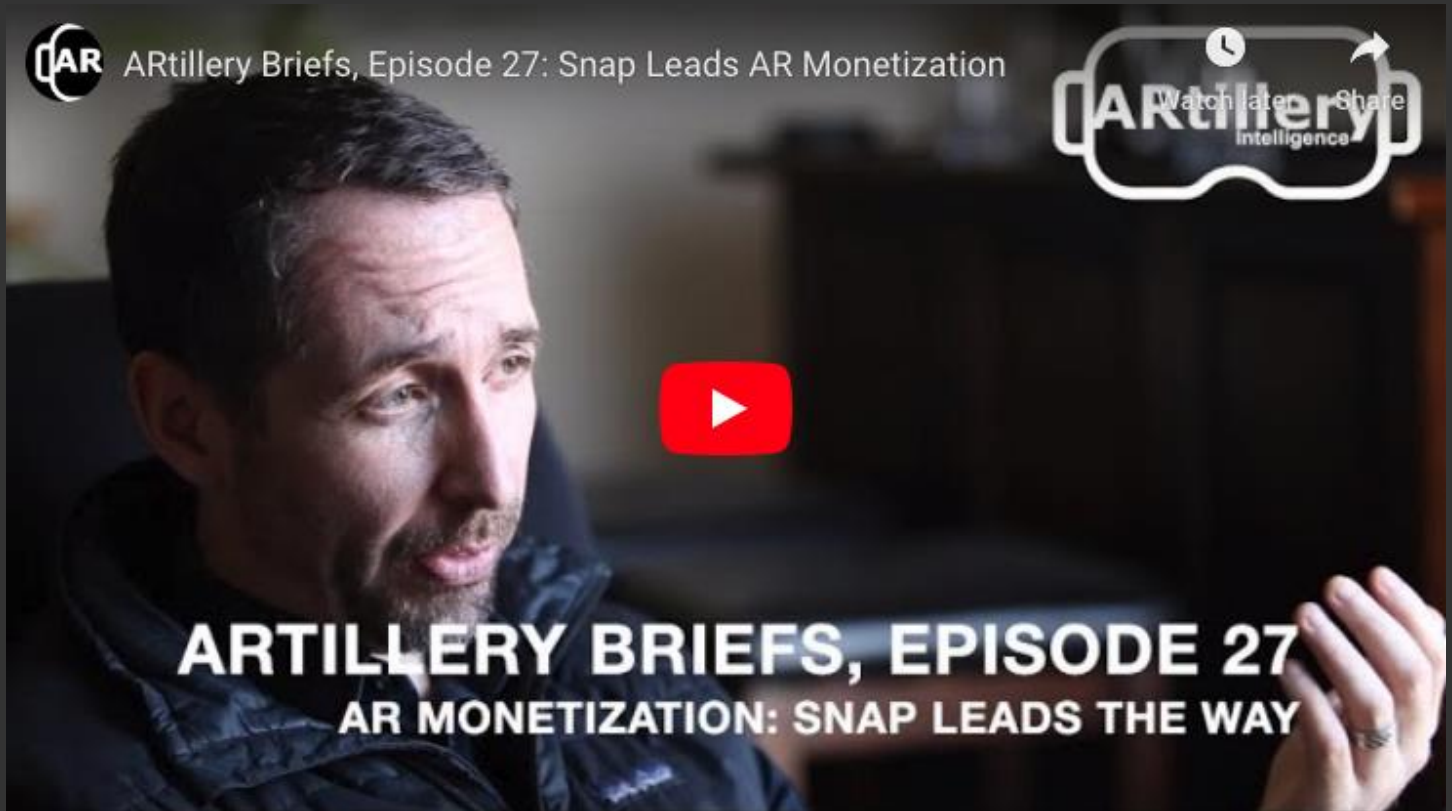 AR
ARtillery Briefs, Episode 27: Snap Leads AR Monetization
Watch later
Share
ARtillery
Intelligence
ARTILLERY BRIEFS, EPISODE 27
AR MONETIZATION: SNAP LEADS THE WAY